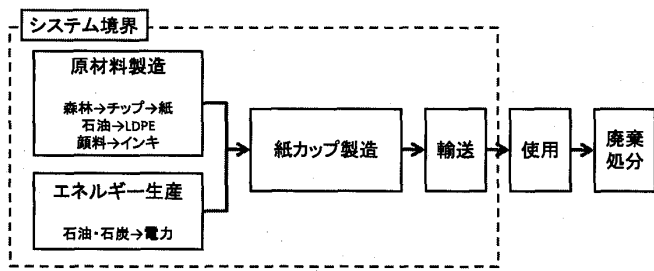 システム境界
原材料製造
森林→チップ→紙
石油→LDPE
顔料→インキ
エネルギー生産
石油・石炭→電力
紙カップ製造
輸送
使用
廃棄
処分